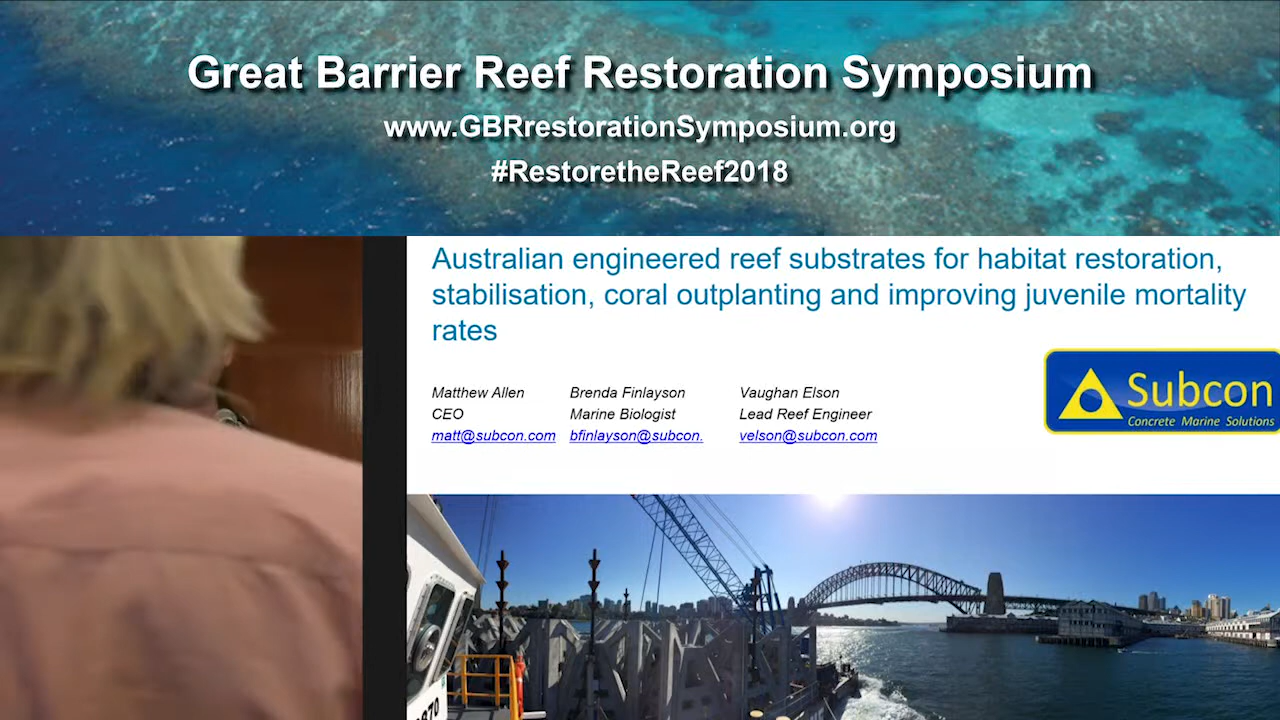 Great Barrier Reef Restoration Symposium
www.GBRrestorationSymposium.org
#RestoretheReef2018
Australian engineered reef substrates for habitat restoration,
stabilisation, coral outplanting and improving juvenile mortality
rates
Matthew Allen Brenda Finlayson Vaughan Elson
CEO Marine Biologist Lead Reef Engineer
matt@subcon.com bfinlayson@subcon. velson@subcon.com
Subcon
Concrete Marine Solutions
870